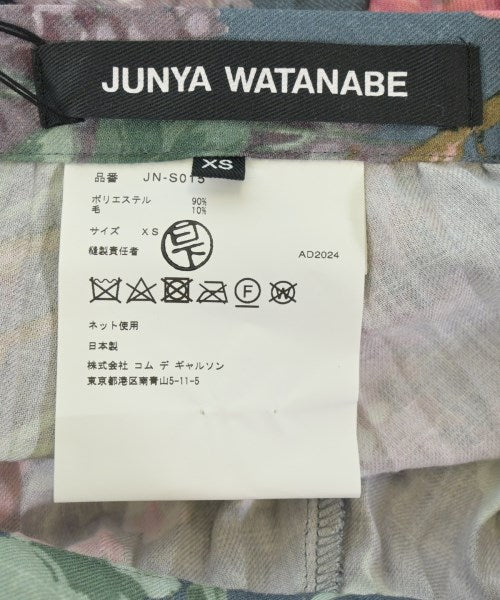 JUNYA WATANABE
XS
品番 JN-S015
ポリエステル 90%
毛 10%
サイズ XS
縫製責任者
AD2024
F
W
ネット使用
日本製
株式会社 コム デ ギャルソン
東京都港区南青山5-11-5